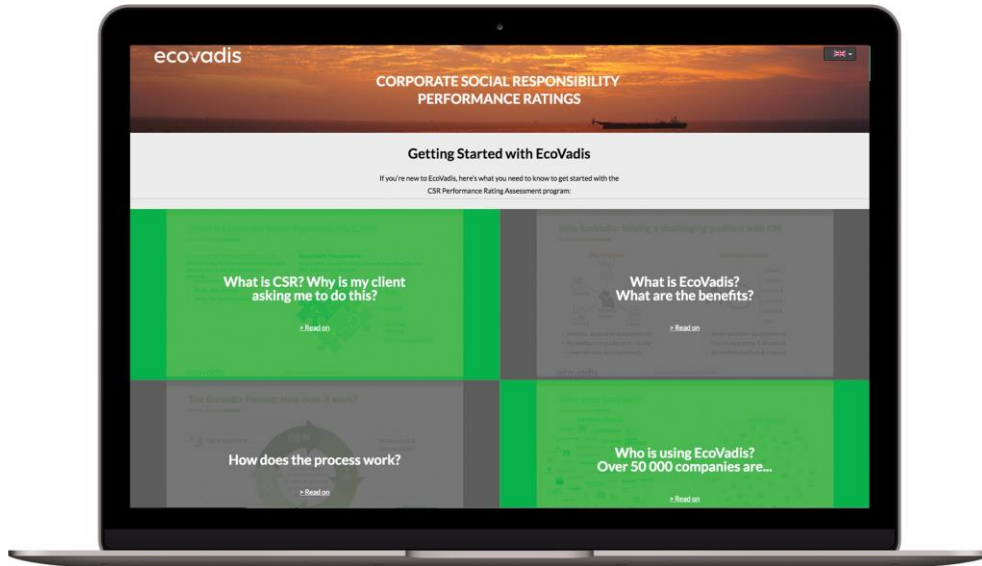 ecovadis
CORPORATE SOCIAL RESPONSIBILITY
PERFORMANCE RATINGS
Getting Started with EcoVadis
If you're new to EcoVadis, here's what you need to know to get started with the
CSR Performance Rating Assessment program:
What is CSR? Why is my client
asking me to do this?
> Read on
What is EcoVadis?
What are the benefits?
> Read on
How does the process work?
> Read on
Who is using EcoVadis?
Over 50 000 companies are...
> Read on